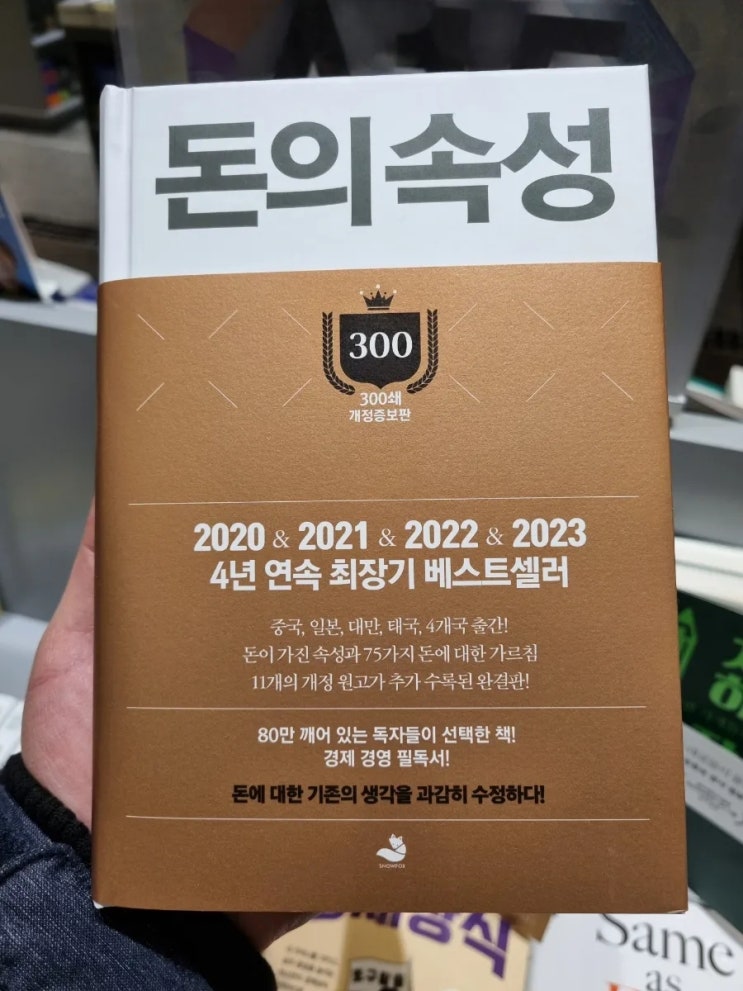 돈의 속성
300
300쇄
개정증보판
2020 & 2021 & 2022 & 2023
4년 연속 최장기 베스트셀러
중국, 일본, 대만, 태국, 4개국 출간!
돈이 가진 속성과 75가지 돈에 대한 가르침
11개의 개정 원고가 추가 수록된 완결판!
80만 깨어 있는 독자들이 선택한 책!
경제 경영 필독서!
돈에 대한 기존의 생각을 과감히 수정하다!
SNOWFOX
Same
as